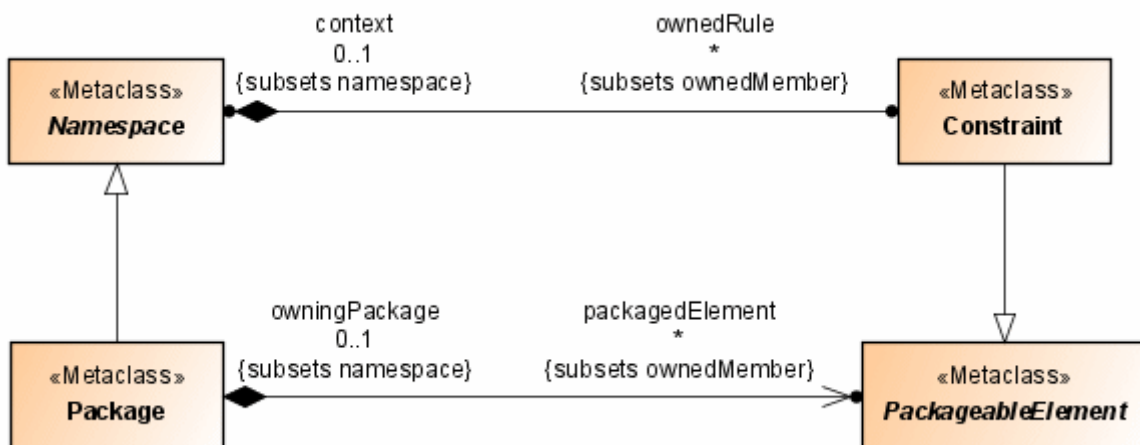 context
0..1
{subsets namespace}
ownedRule
*
{subsets ownedMember}
«Metaclass»
Namespace
«Metaclass»
Constraint
owningPackage
0..1
{subsets namespace}
packagedElement
*
{subsets ownedMember}
«Metaclass»
Package
«Metaclass»
PackageableElement